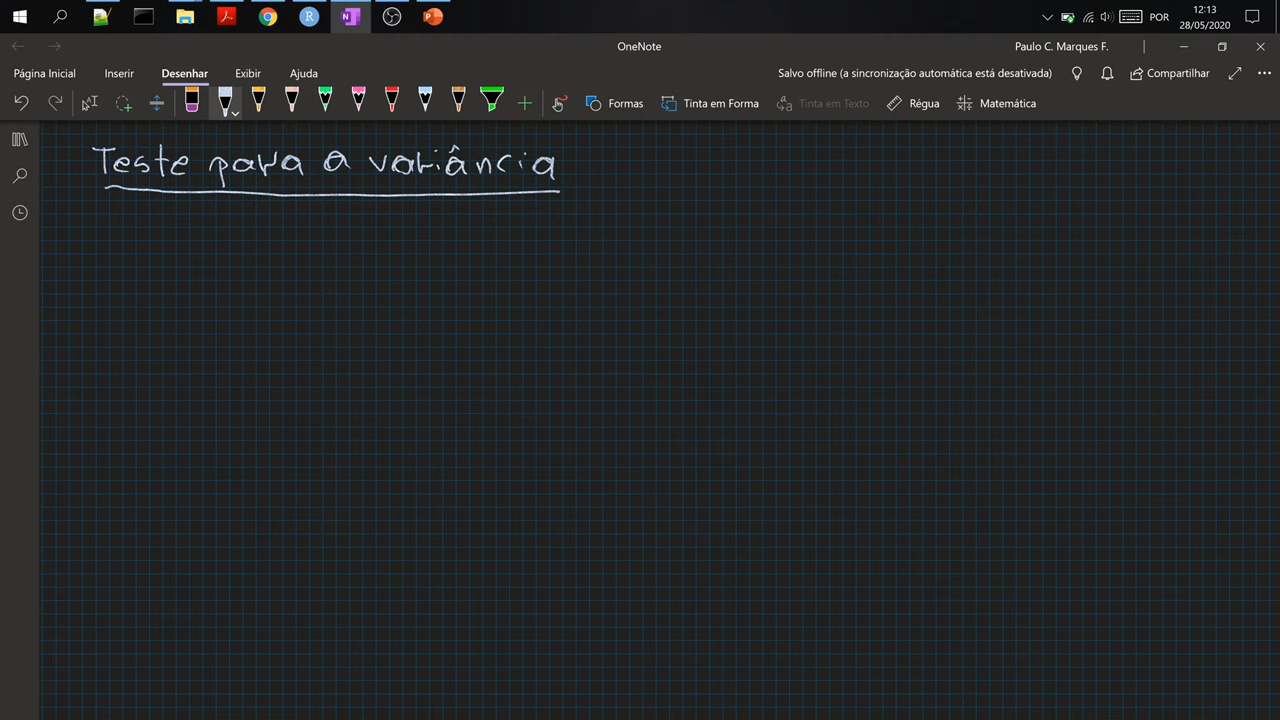 12:13
POR
28/05/2020
OneNote
Paulo C. Marques F.
Página Inicial Inserir Desenhar Exibir Ajuda
Salvo offline (a sincronização automática está desativada)
Compartilhar
Formas Tinta em Forma Tinta em Texto Régua Matemática
Teste para a variância